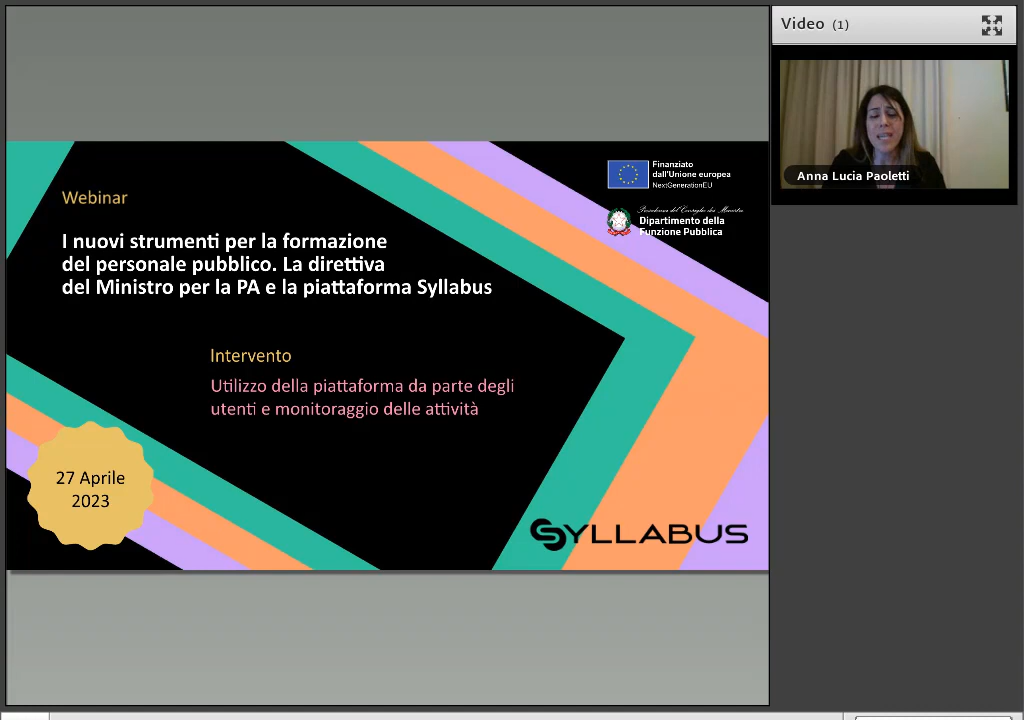 Video (1)
Anna Lucia Paoletti
Finanziato
dall'Unione europea
NextGenerationEU
Presidenza del Consiglio dei Ministri
Dipartimento della
Funzione Pubblica
Webinar
I nuovi strumenti per la formazione
del personale pubblico. La direttiva
del Ministro per la PA e la piattaforma Syllabus
Intervento
Utilizzo della piattaforma da parte degli
utenti e monitoraggio delle attività
27 Aprile
2023
SYLLABUS